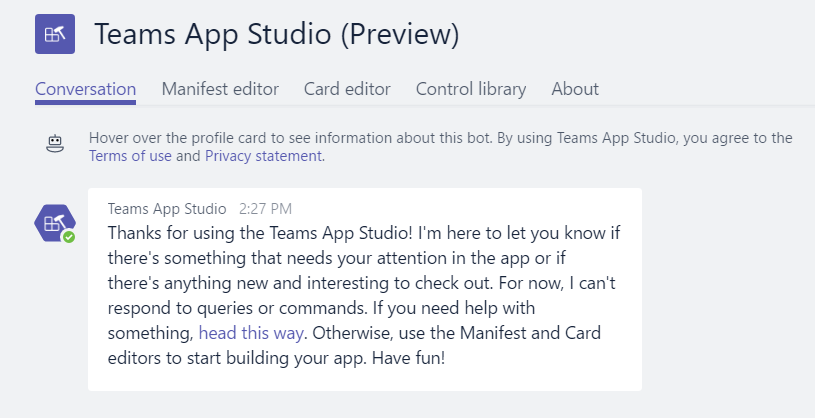 Teams App Studio (Preview)
Conversation Manifest editor Card editor Control library About
Hover over the profile card to see information about this bot. By using Teams App Studio, you agree to the
Terms of use and Privacy statement.
Teams App Studio 2:27 PM
Thanks for using the Teams App Studio! I'm here to let you know if
there's something that needs your attention in the app or if
there's anything new and interesting to check out. For now, I can't
respond to queries or commands. If you need help with
something, head this way. Otherwise, use the Manifest and Card
editors to start building your app. Have fun!